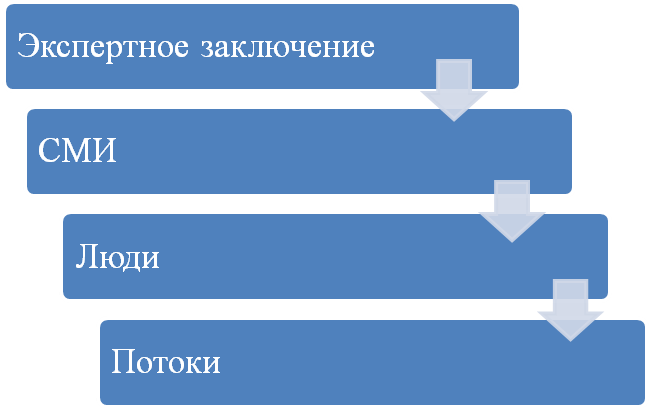 Экспертное заключение
СМИ
Люди
Потоки